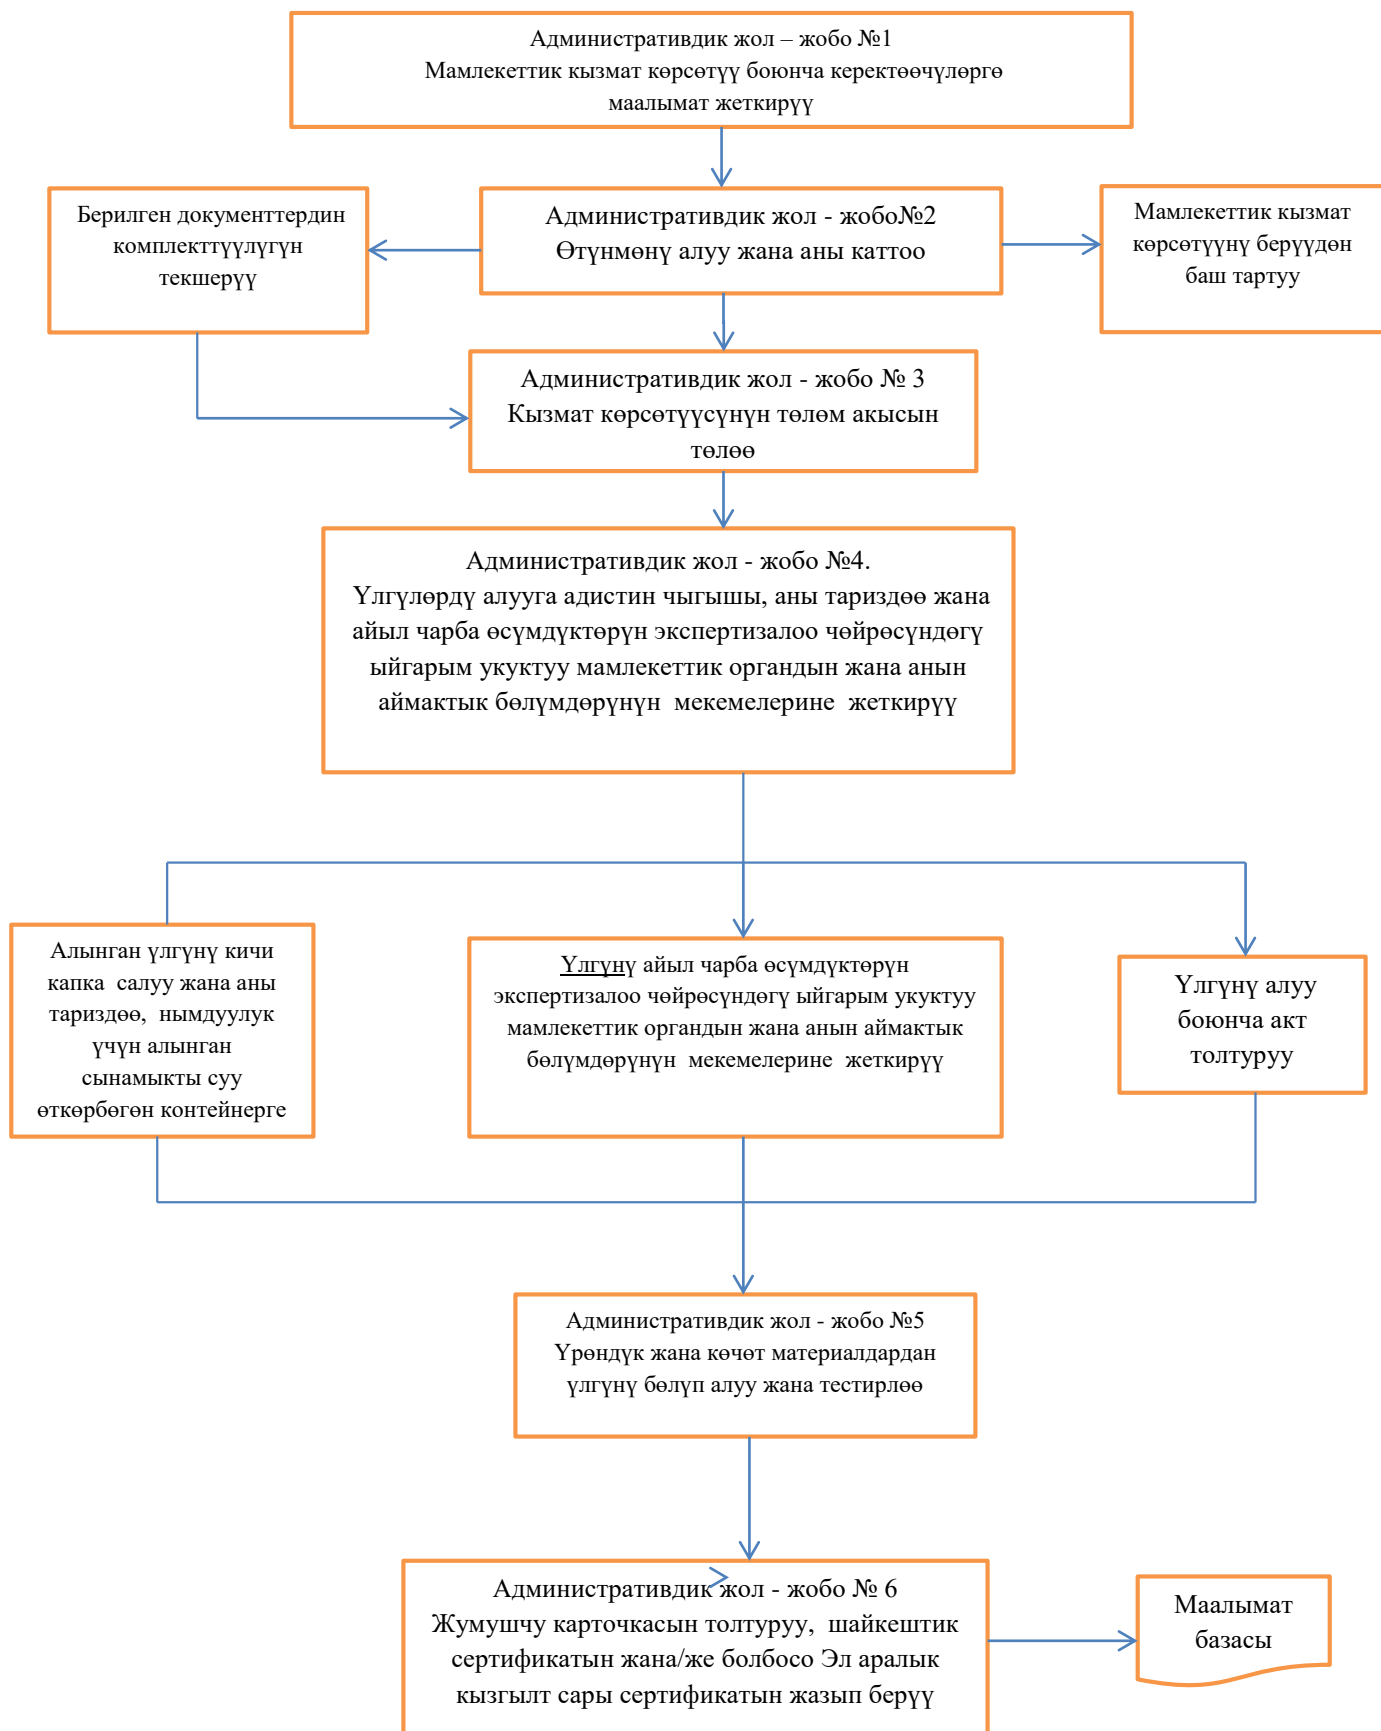 Административдик жол – жобо №1
Мамлекеттик кызмат көрсөтүү боюнча керектөөчүлөргө
маалымат жеткирүү
Берилген документтердин
комплекттүүлүгүн
текшерүү
Административдик жол - жобо№2
Өтүнмөнү алуу жана аны каттоо
Мамлекеттик кызмат
көрсөтүүнү берүүдөн
баш тартуу
Административдик жол - жобо № 3
Кызмат көрсөтүүсүнүн төлөм акысын
төлөө
Административдик жол - жобо №4.
Үлгүлөрдү алууга адистин чыгышы, аны тариздөө жана
айыл чарба өсүмдүктөрүн экспертизалоо чөйрөсүндөгү
ыйгарым укуктуу мамлекеттик органдын жана анын
аймактык бөлүмдөрүнүн мекемелерине жеткирүү
Алынган үлгүнү кичи
капка салуу жана аны
тариздөө, нымдуулук
үчүн алынган
сынамыкты суу
өткөрбөгөн контейнерге
Үлгүнү айыл чарба өсүмдүктөрүн
экспертизалоо чөйрөсүндөгү ыйгарым укуктуу
мамлекеттик органдын жана анын аймактык
бөлүмдөрүнүн мекемелерине жеткирүү
Үлгүнү алуу
боюнча акт
толтуруу
Административдик жол - жобо №5
Үрөндүк жана көчөт материалдардан
үлгүнү бөлүп алуу жана тестирлөө
Административдик жол - жобо № 6
Жумушчу карточкасын толтуруу, шайкештик
сертификатын жана/же болбосо Эл аралык
кызгылт сары сертификатын жазып берүү
Маалымат
базасы